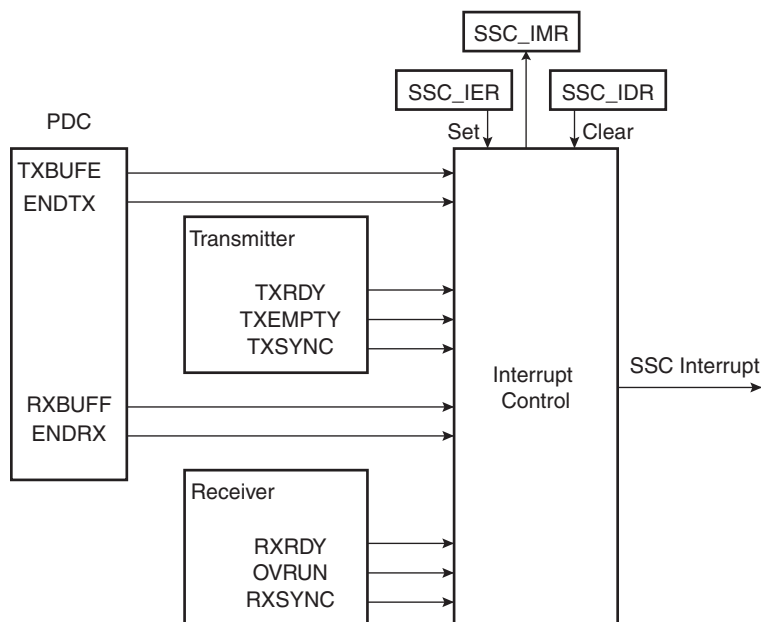 SSC_IMR
SSC_IER
SSC_IDR
PDC
Set
Clear
TXBUFE
ENDTX
Transmitter
TXRDY
TXEMPTY
TXSYNC
RXBUFF
ENDRX
Interrupt
Control
SSC Interrupt
Receiver
RXRDY
OVRUN
RXSYNC